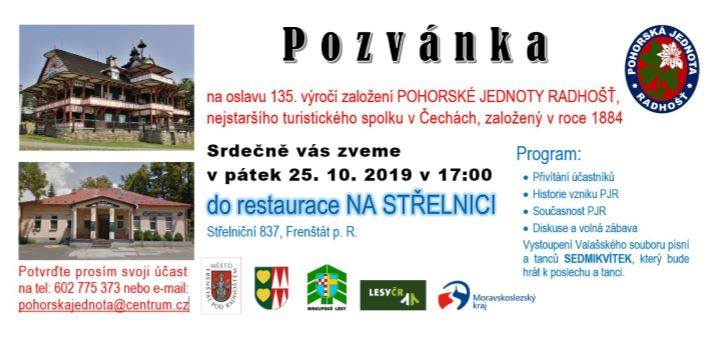 Pozvánka
POHORSKÁ JEDNOTA
RADHOŠŤ
na oslavu 135. výročí založení POHORSKÉ JEDNOTY RADHOŠŤ,
nejstaršího turistického spolku v Čechách, založený v roce 1884
Srdečně vás zveme
v pátek 25. 10. 2019 v 17:00
do restaurace NA STŘELNICI
Střelniční 837, Frenštát p. R.
Program:
• Přivítání účastníků
• Historie vzniku PJR
• Současnost PJR
• Diskuse a volná zábava
Vystoupení Valašského souboru písní
a tanců SEDMIKVÍTEK, který bude
hrát k poslechu a tanci.
Potvrďte prosím svoji účast
na tel: 602 775 373 nebo e-mail:
pohorskajednota@centrum.cz
MĚSTO
FRENŠTÁT
POD RADHOŠTĚM
BISKUPSKÉ LESY
LESY ČR
Moravskoslezský
kraj